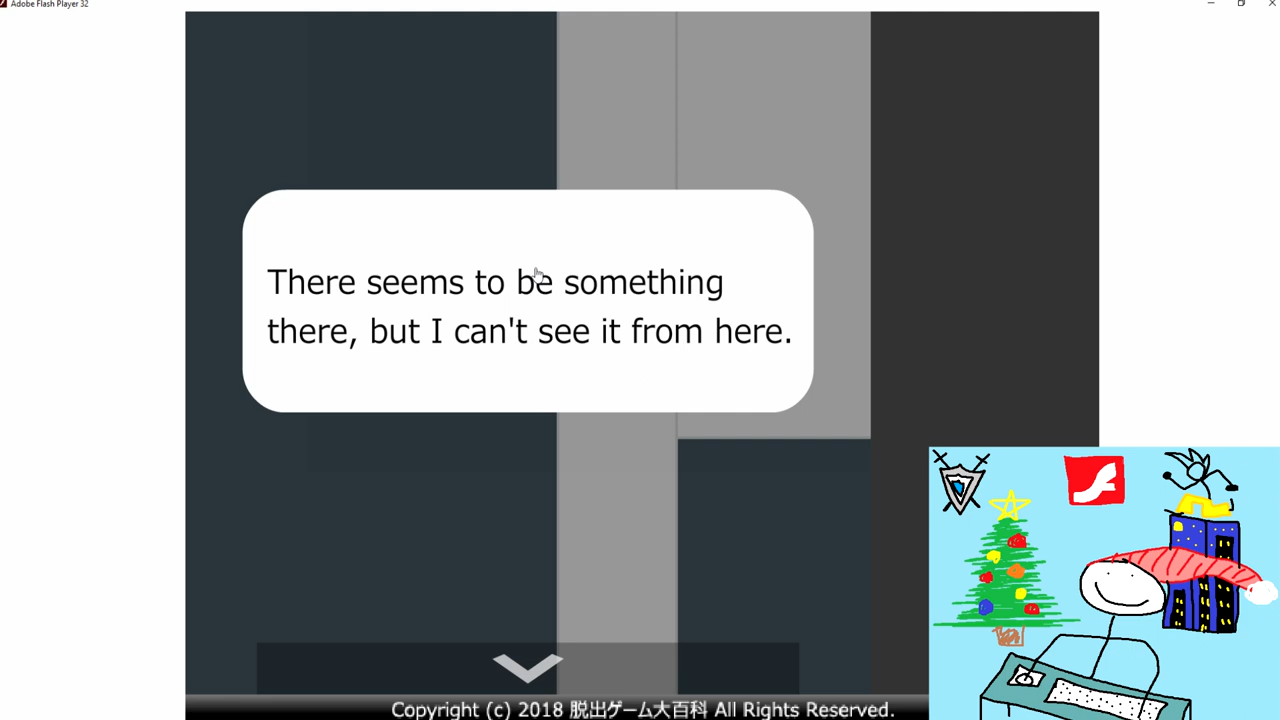 Adobe Flash Player 32
There seems to be something
there, but I can't see it from here.
Copyright (c) 2018 脱出ゲーム大百科 All Rights Reserved.